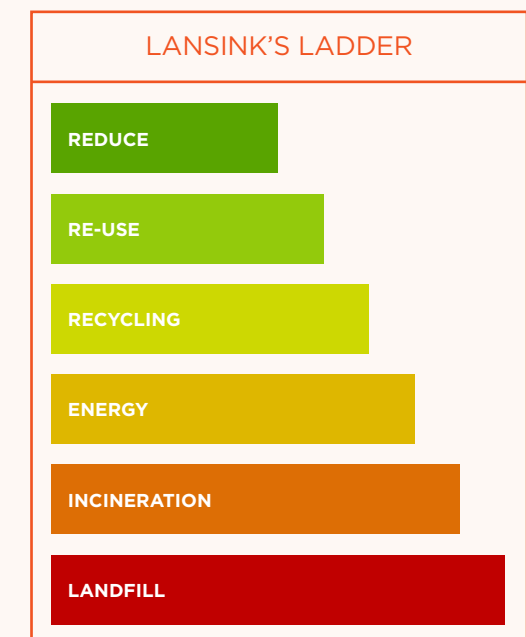 LANSINK'S LADDER
REDUCE
RE-USE
RECYCLING
ENERGY
INCINERATION
LANDFILL